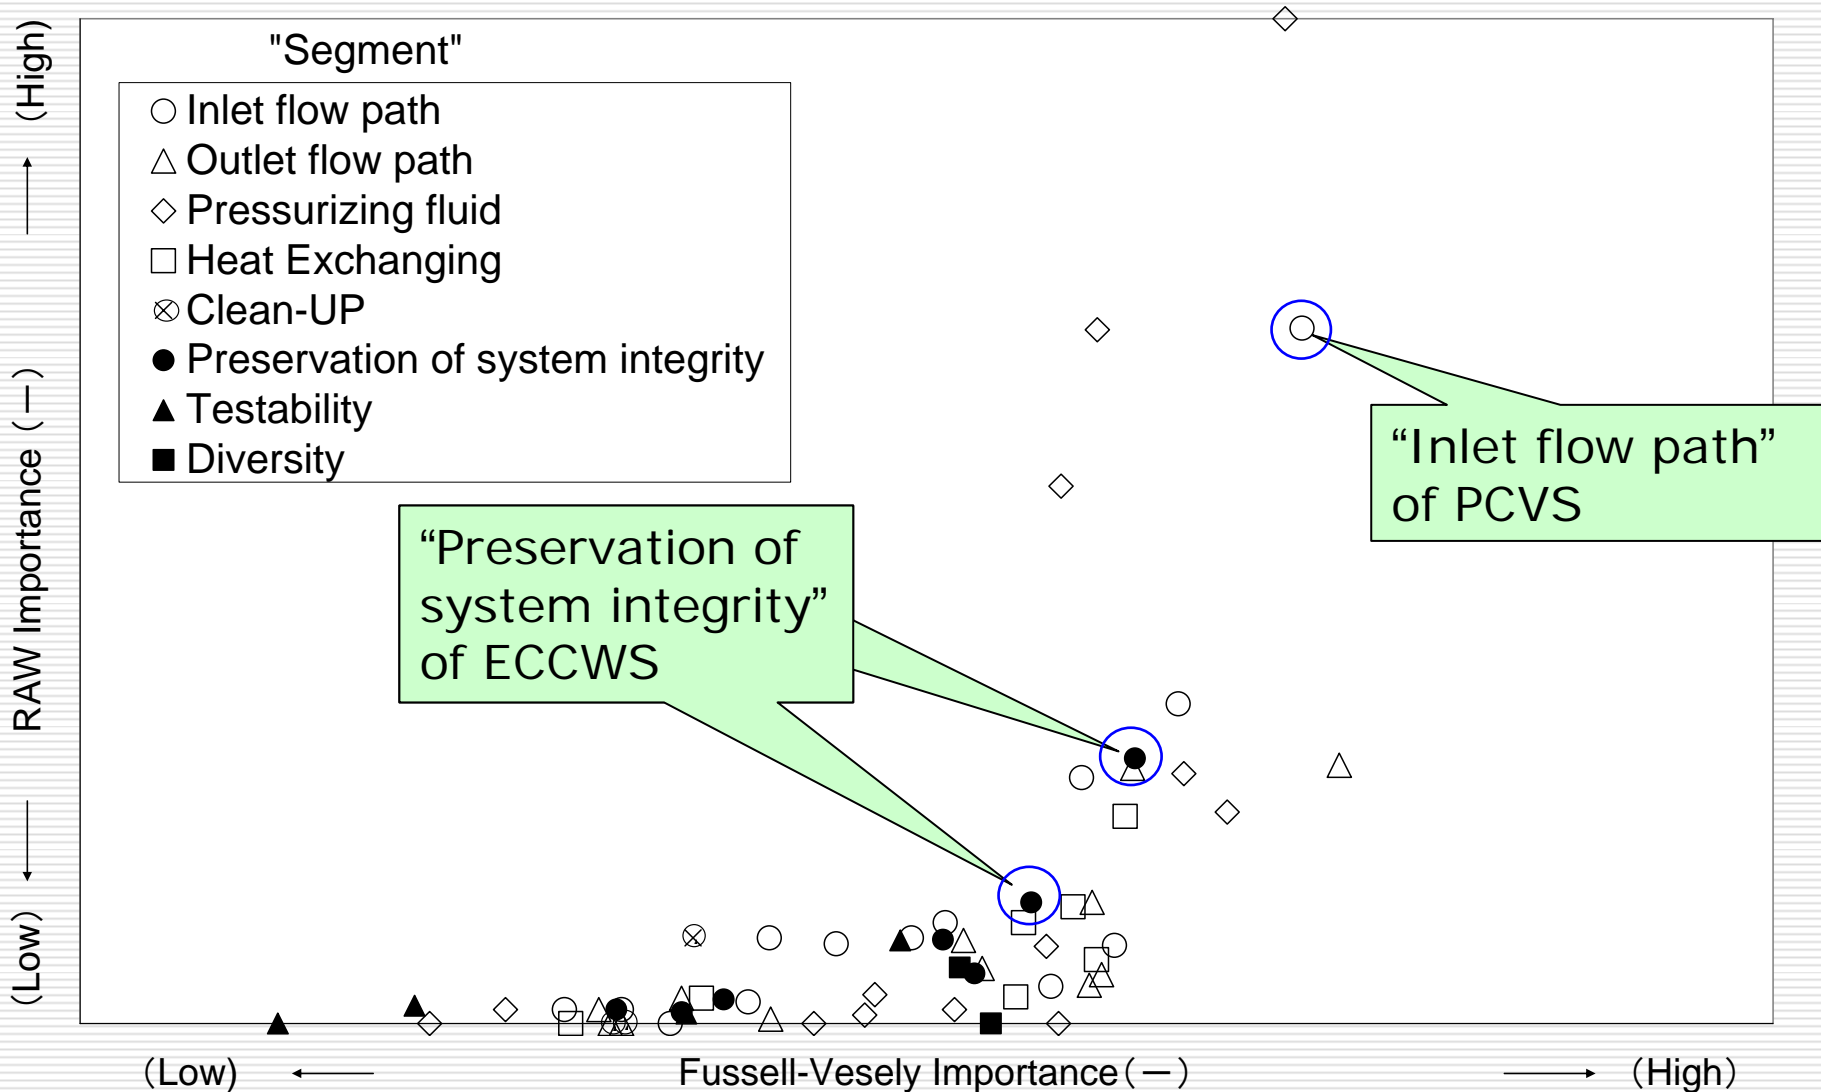 "Segment"
Inlet flow path
Outlet flow path
Pressurizing fluid
Heat Exchanging
Clean-UP
Preservation of system integrity
Testability
Diversity
“Inlet flow path”
of PCVS
“Preservation of
system integrity”
of ECCWS
(Low) RAW Importance (－) (High)
(Low) Fussell-Vesely Importance(－) (High)